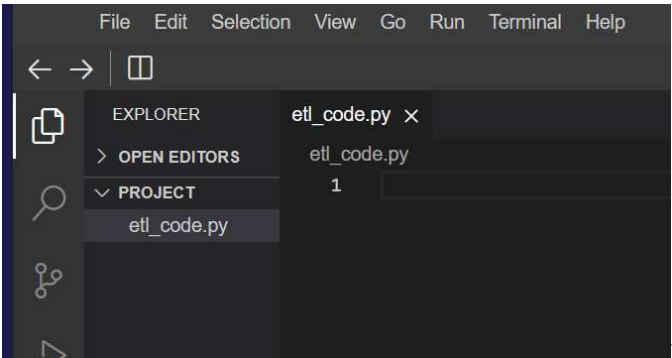 File Edit Selection View Go Run Terminal Help
EXPLORER
> OPEN EDITORS
PROJECT
etl_code.py
etl_code.py ×
etl_code.py
1